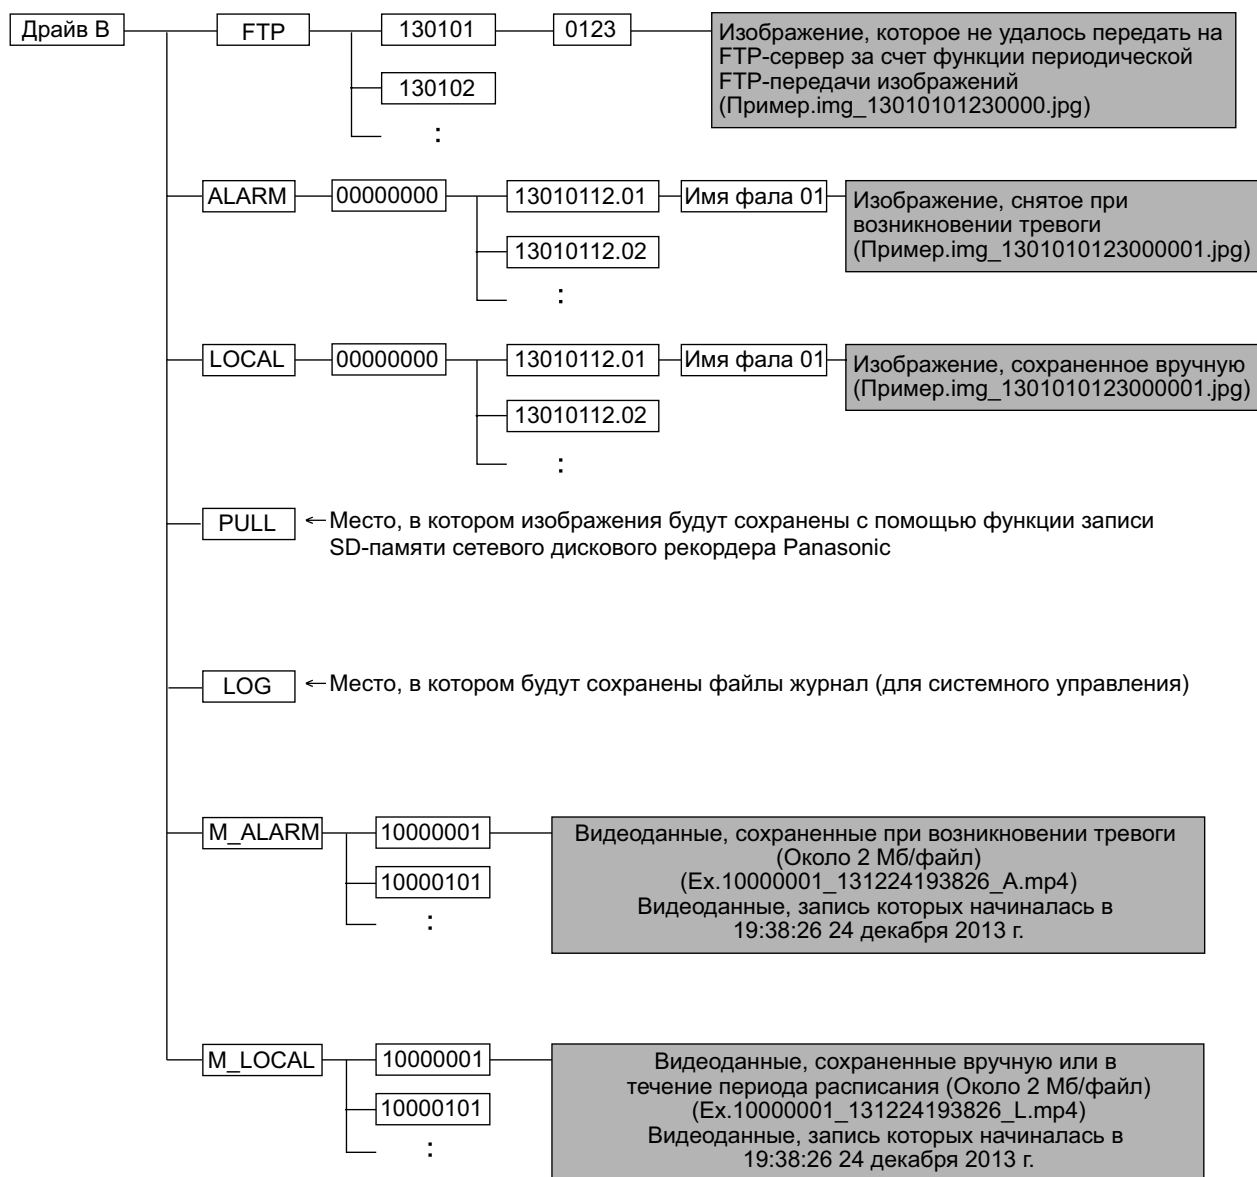 Драйв B
FTP
130101
0123
Изображение, которое не удалось передать на
FTP-сервер за счет функции периодической
FTP-передачи изображений
(Пример.img_13010101230000.jpg)
130102
:
ALARM
00000000
13010112.01
Имя фала 01
Изображение, снятое при
возникновении тревоги
(Пример.img_1301010123000001.jpg)
13010112.02
:
LOCAL
00000000
13010112.01
Имя фала 01
Изображение, сохраненное вручную
(Пример.img_1301010123000001.jpg)
13010112.02
:
PULL
←Место, в котором изображения будут сохранены с помощью функции записи
SD-памяти сетевого дискового рекордера Panasonic
LOG
←Место, в котором будут сохранены файлы журнал (для системного управления)
M_ALARM
10000001
Видеоданные, сохраненные при возникновении тревоги
(Около 2 Мб/файл)
(Ex.10000001_131224193826_A.mp4)
Видеоданные, запись которых начиналась в
19:38:26 24 декабря 2013 г.
10000101
:
M_LOCAL
10000001
Видеоданные, сохраненные вручную или в
течение периода расписания (Около 2 Мб/файл)
(Ex.10000001_131224193826_L.mp4)
Видеоданные, запись которых начиналась в
19:38:26 24 декабря 2013 г.
10000101
: